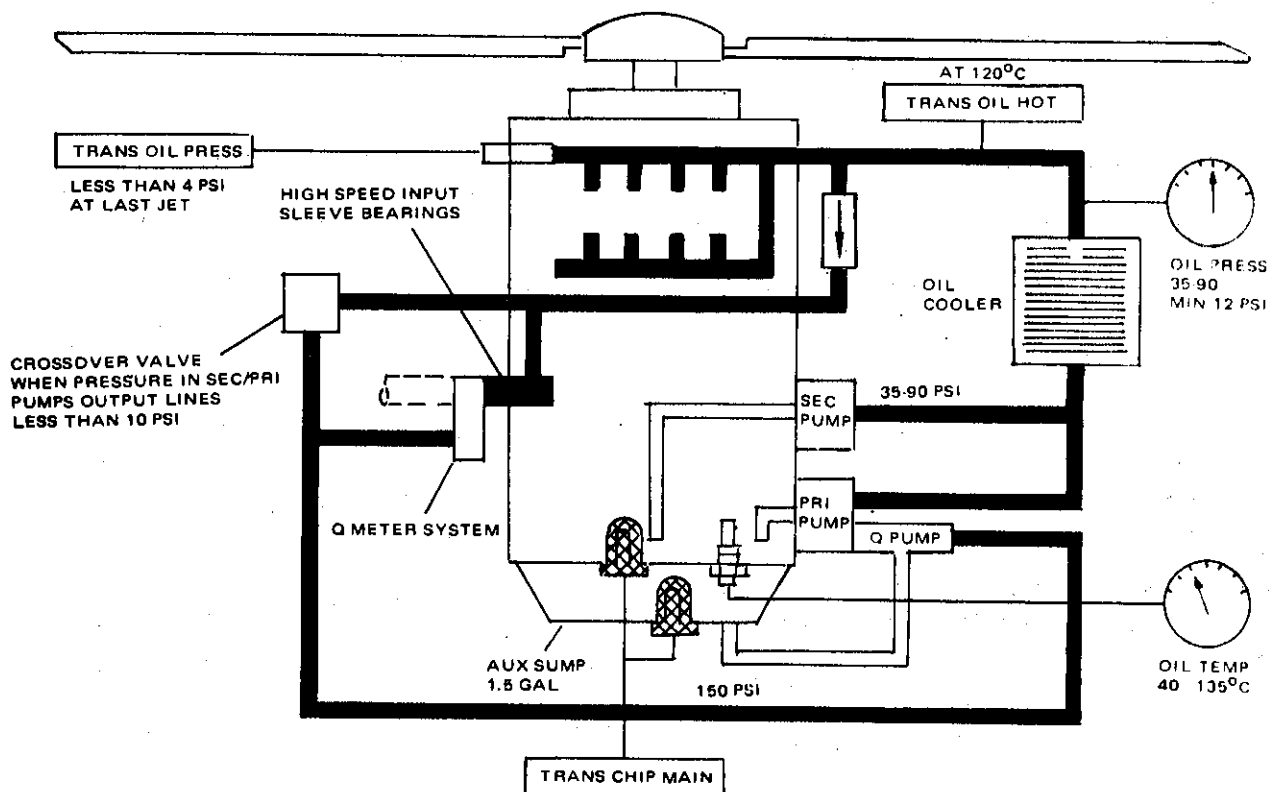 AT 120°C
TRANS OIL HOT
TRANS OIL PRESS
LESS THAN 4 PSI
AT LAST JET
HIGH SPEED INPUT
SLEEVE BEARINGS
OIL PRESS
35-90
MIN 12 PSI
OIL
COOLER
CROSSOVER VALVE
WHEN PRESSURE IN SEC/PRI
PUMPS OUTPUT LINES
LESS THAN 10 PSI
SEC
PUMP
35-90 PSI
PRI
PUMP
Q PUMP
Q METER SYSTEM
AUX SUMP
1.5 GAL
150 PSI
OIL TEMP
40 135°C
TRANS CHIP MAIN